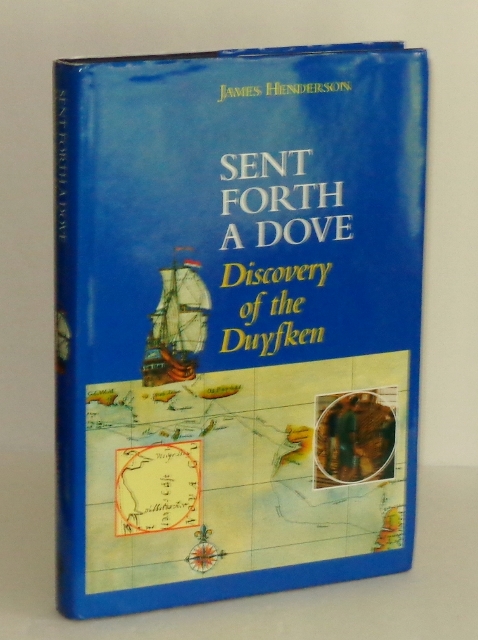 JAMES HENDERSON
SENT
FORTH
A DOVE
Discovery
of the
Duyfken
SENT FORTH A DOVE